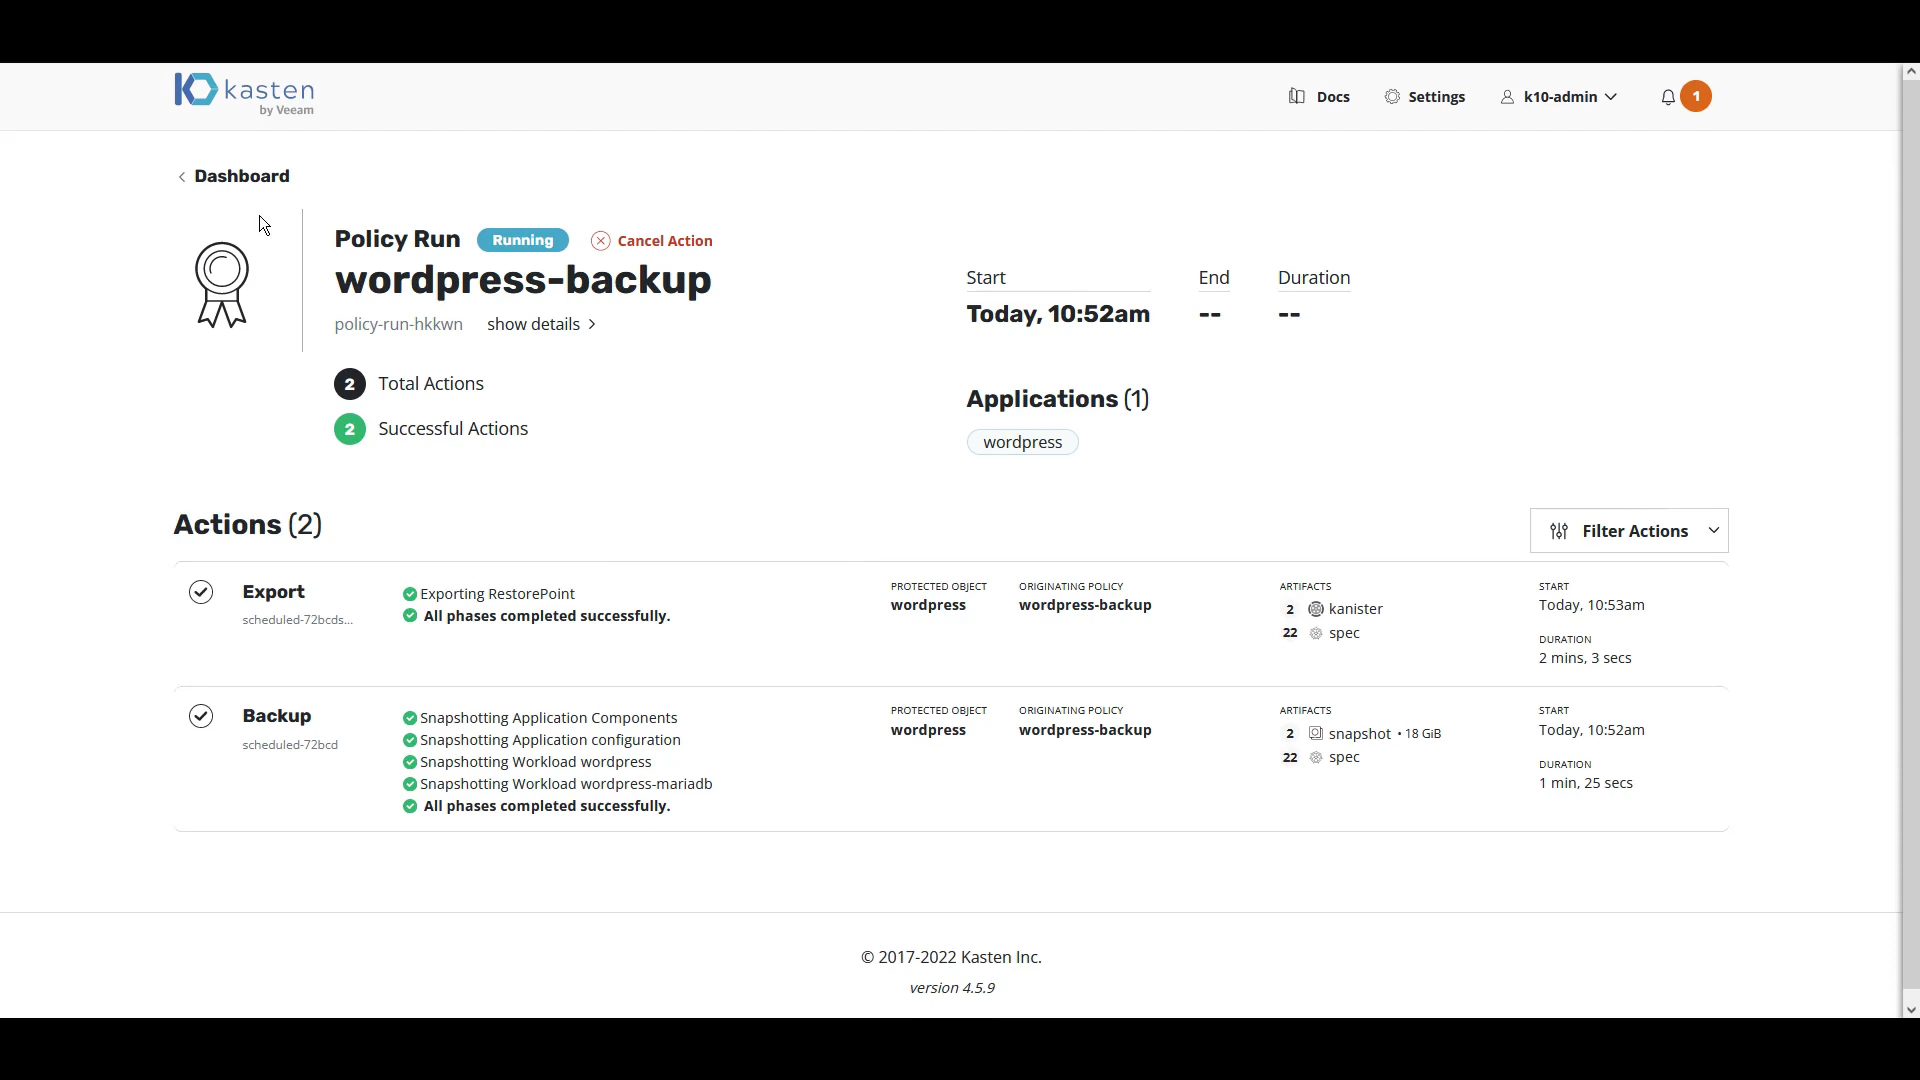 kasten
by Veeam
Docs
Settings
k10-admin
1
Dashboard
Policy Run
Running
Cancel Action
wordpress-backup
policy-run-hkkwn
show details
Start
Today, 10:52am
End
--
Duration
--
2 Total Actions
2 Successful Actions
Applications (1)
wordpress
Actions (2)
Filter Actions
Export
scheduled-72bcds...
Exporting RestorePoint
All phases completed successfully.
PROTECTED OBJECT
wordpress
ORIGINATING POLICY
wordpress-backup
ARTIFACTS
2 kanister
22 spec
START
Today, 10:53am
DURATION
2 mins, 3 secs
Backup
scheduled-72bcd
Snapshotting Application Components
Snapshotting Application configuration
Snapshotting Workload wordpress
Snapshotting Workload wordpress-mariadb
All phases completed successfully.
PROTECTED OBJECT
wordpress
ORIGINATING POLICY
wordpress-backup
ARTIFACTS
2 snapshot • 18 GiB
22 spec
START
Today, 10:52am
DURATION
1 min, 25 secs
© 2017-2022 Kasten Inc.
version 4.5.9